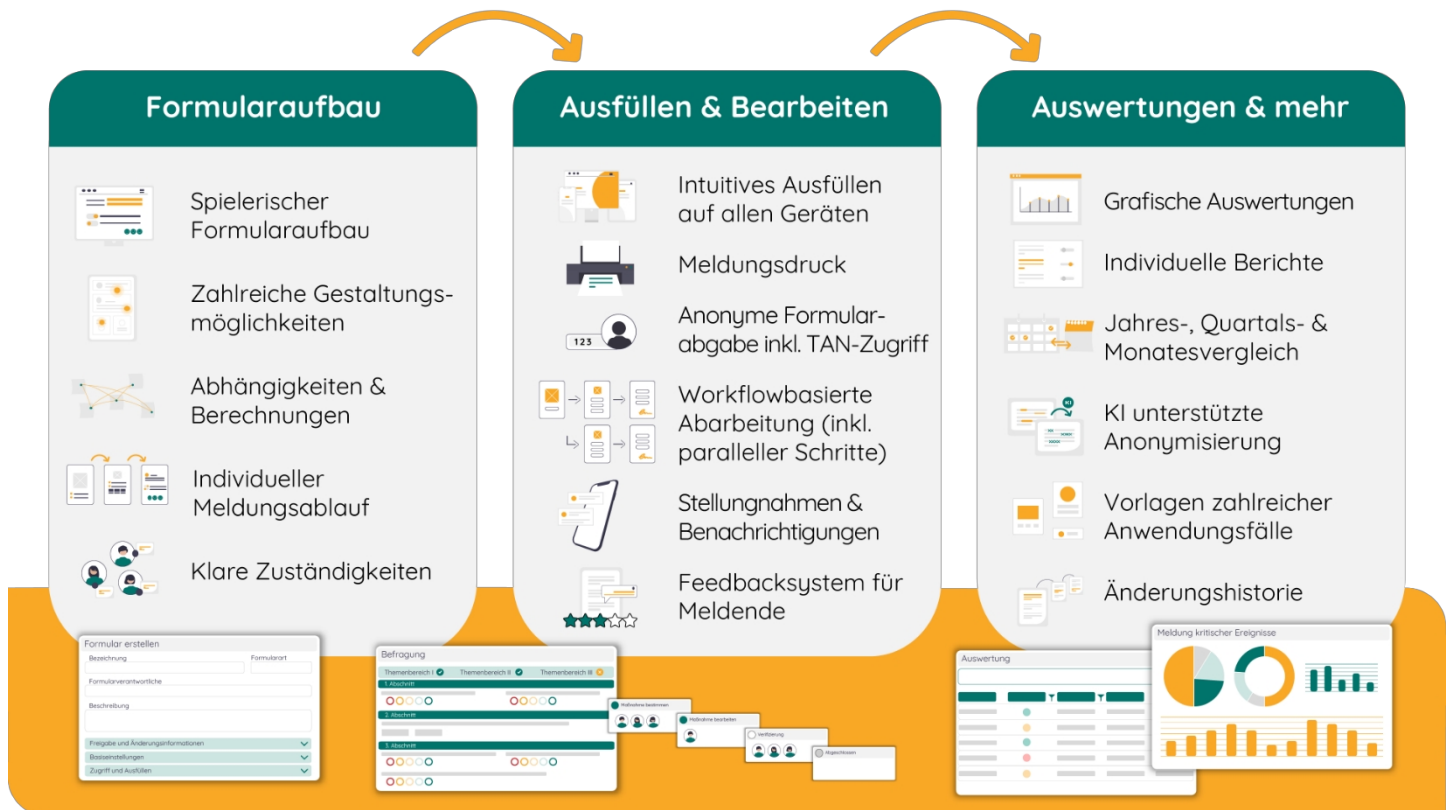 Formularaufbau
Spielerischer
Formularaufbau
Zahlreiche Gestaltungs-
möglichkeiten
Abhängigkeiten &
Berechnungen
Individueller
Meldungsablauf
Klare Zuständigkeiten
Ausfüllen & Bearbeiten
Intuitives Ausfüllen
auf allen Geräten
Meldungsdruck
123
Anonyme Formular-
abgabe inkl. TAN-Zugriff
Workflowbasierte
Abarbeitung (inkl.
paralleller Schritte)
Stellungnahmen &
Benachrichtigungen
Feedbacksystem für
Meldende
Auswertungen & mehr
Grafische Auswertungen
Individuelle Berichte
Jahres-, Quartals- &
Monatesvergleich
KI
KI unterstützte
Anonymisierung
Vorlagen zahlreicher
Anwendungsfälle
Änderungshistorie
Formular erstellen
Bezeichnung
Formularart
Formularverantwortliche
Beschreibung
Freigabe und Änderungsinformationen
Basiseinstellungen
Zugriff und Ausfüllen
Befragung
Themenbereich I
Themenbereich II
Themenbereich III
1. Abschnitt
2. Abschnitt
3. Abschnitt
Maßnahme bestimmen
Maßnahme bearbeiten
Verifizierung
Abgeschlossen
Auswertung
Meldung kritischer Ereignisse